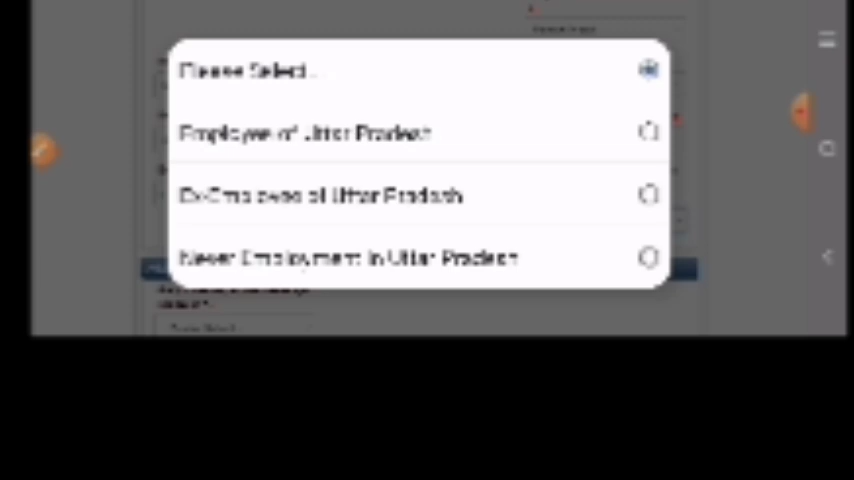 Please Select...
Employee of Uttar Pradesh
Ex-Employee of Uttar Pradesh
Never Employment in Uttar Pradesh